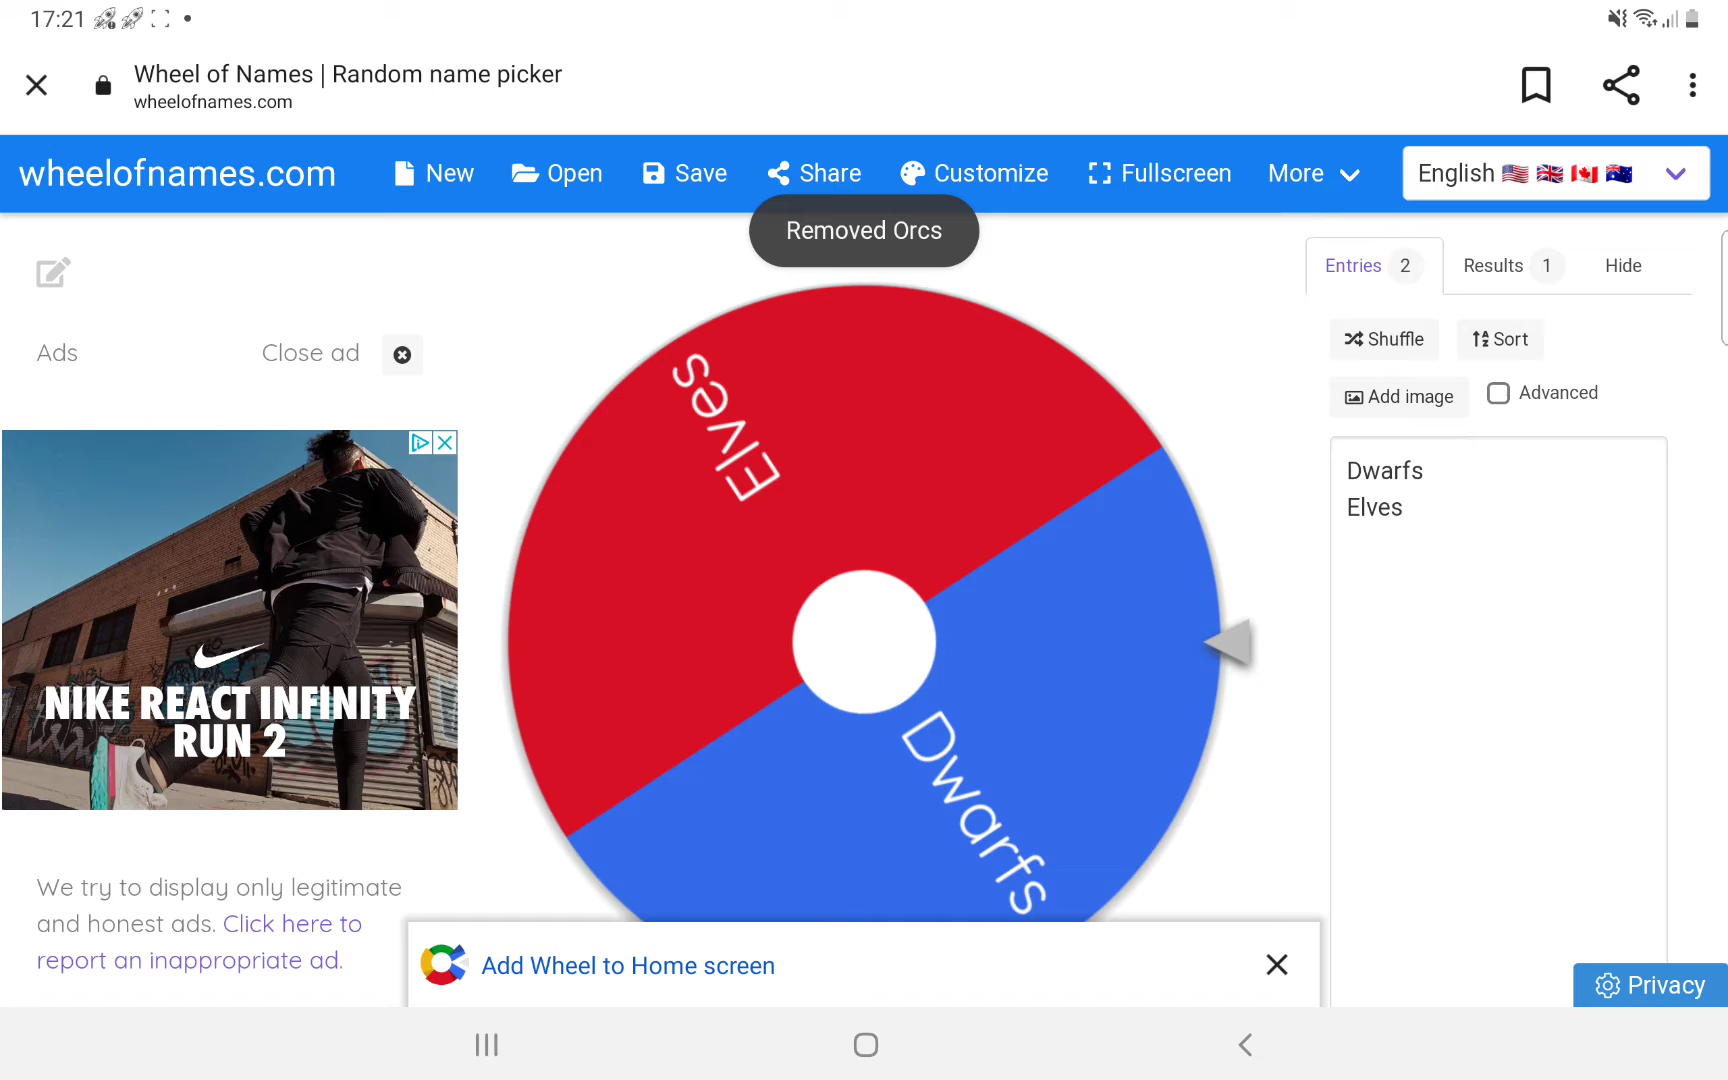 17:21
Wheel of Names | Random name picker
wheelofnames.com
wheelofnames.com New Open Save Share Customize Fullscreen More English
Removed Orcs
Entries 2 Results 1 Hide
Ads Close ad
Shuffle Sort
Add image Advanced
Dwarfs
Elves
Elves
Dwarfs
NIKE REACT INFINITY
RUN 2
We try to display only legitimate
and honest ads. Click here to
report an inappropriate ad.
Add Wheel to Home screen
Privacy